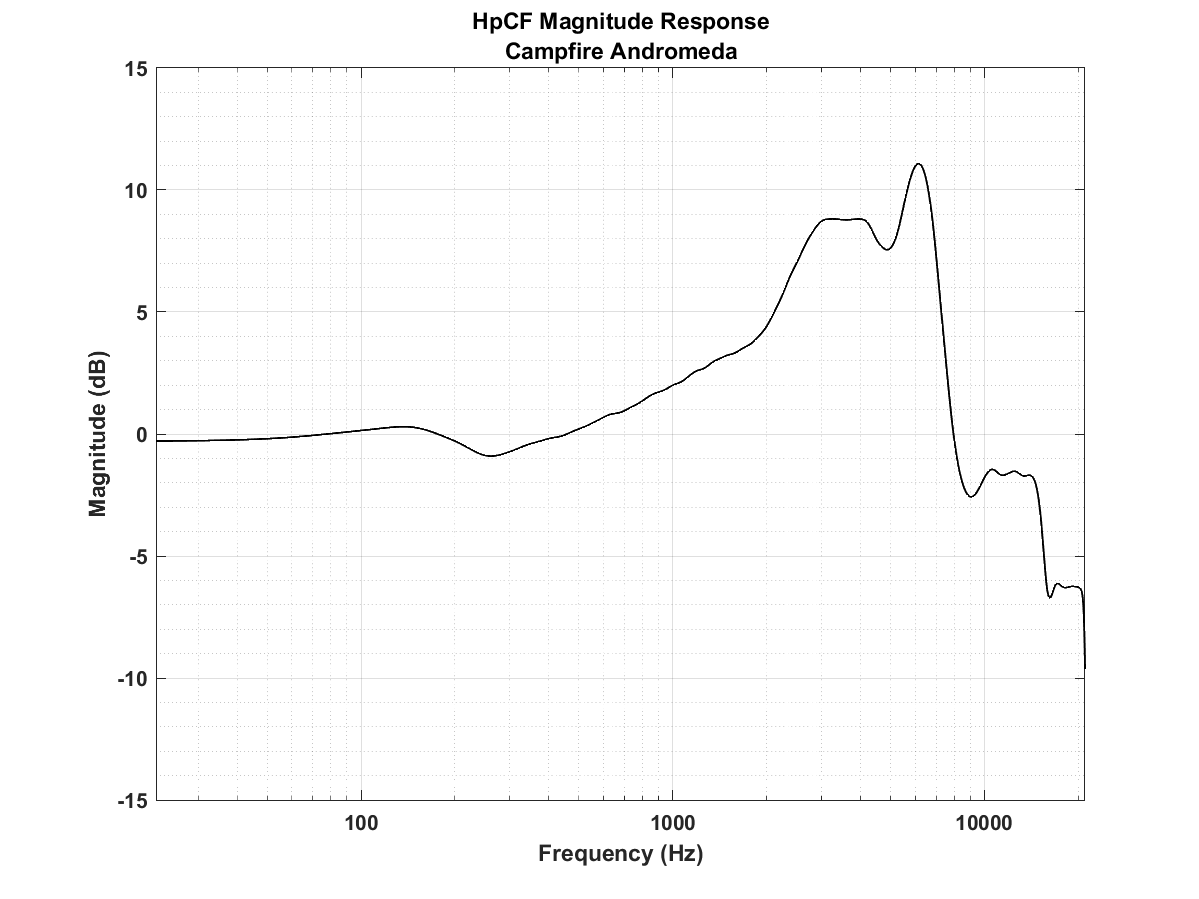 HpCF Magnitude Response
Campfire Andromeda
15
10
5
0
-5
-10
-15
Magnitude (dB)
100
1000
10000
Frequency (Hz)